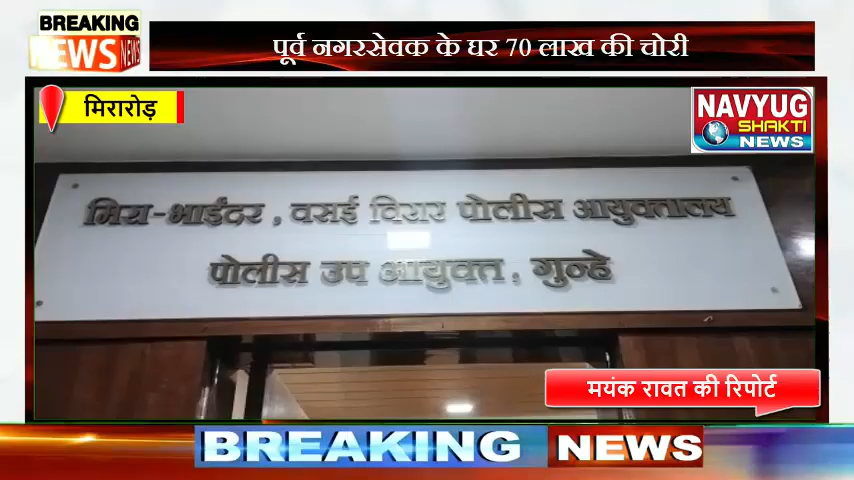 BREAKING
NEWS NEWS
पूर्व नगरसेवक के घर 70 लाख की चोरी
मिरारोड़
NAVYUG
SHAKTI
NEWS
मिरा-भाईंदर, वसई विरार पोलीस आयुक्तालय
पोलीस उप आयुक्त, गुन्हे
मयंक रावत की रिपोर्ट
BREAKING NEWS